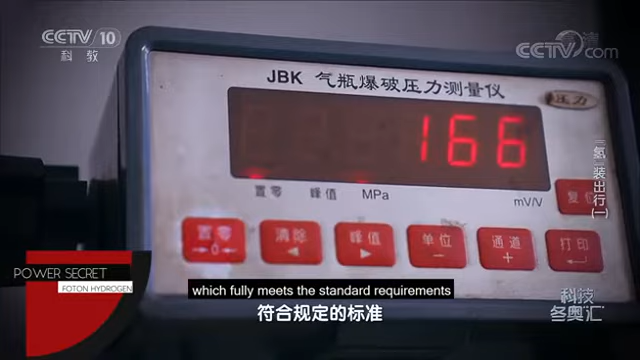 CCTV 10
科教
CCTV.com
JBK 气瓶爆破压力测量仪
压力
166
置零 峰值 MPa mV/V
复位
置零 清除 峰值 单位 通道 打印
→0← ◄ ► − +
『氢』装出行(一)
POWER SECRET
FOTON HYDROGEN
which fully meets the standard requirements
符合规定的标准
科技
冬奥汇